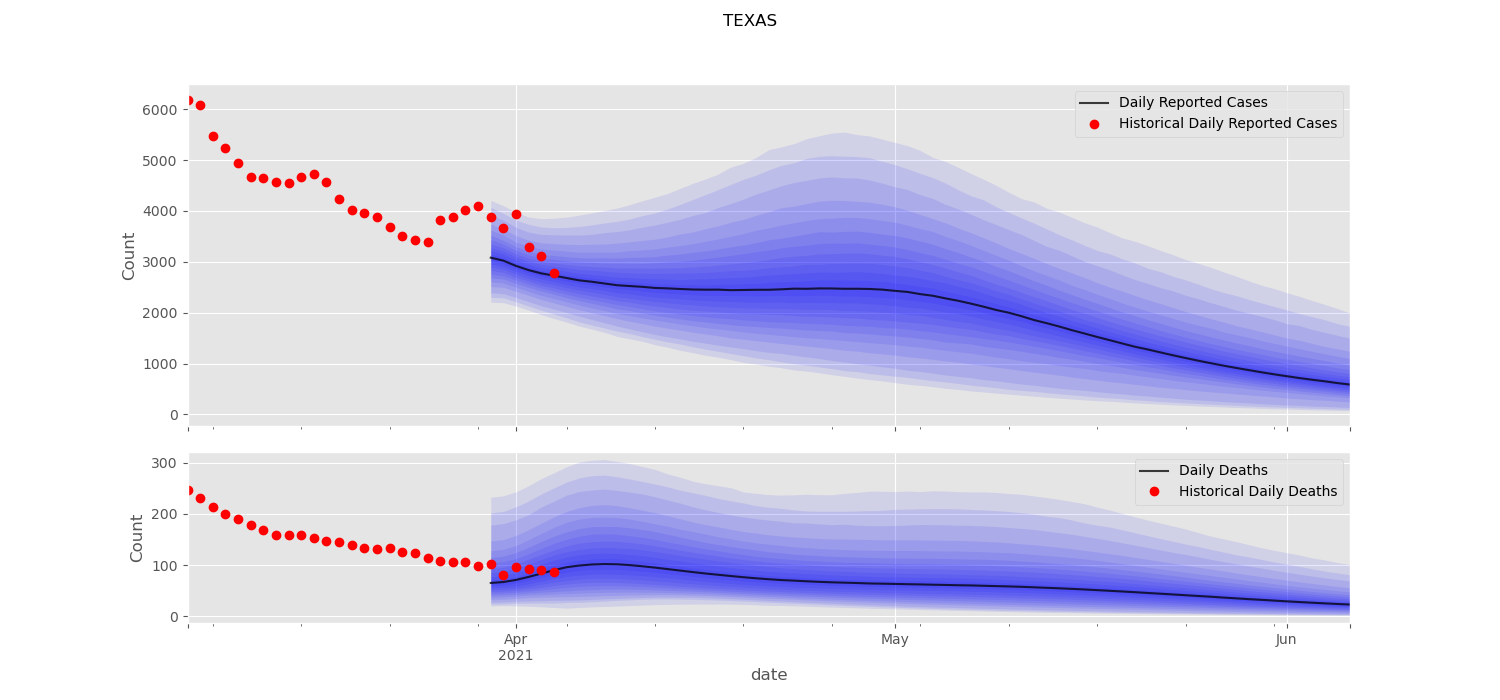 TEXAS
Daily Reported Cases
Historical Daily Reported Cases
6000
5000
4000
3000
2000
1000
0
Count
Daily Deaths
Historical Daily Deaths
300
200
100
0
Count
Apr
2021
May
Jun
date